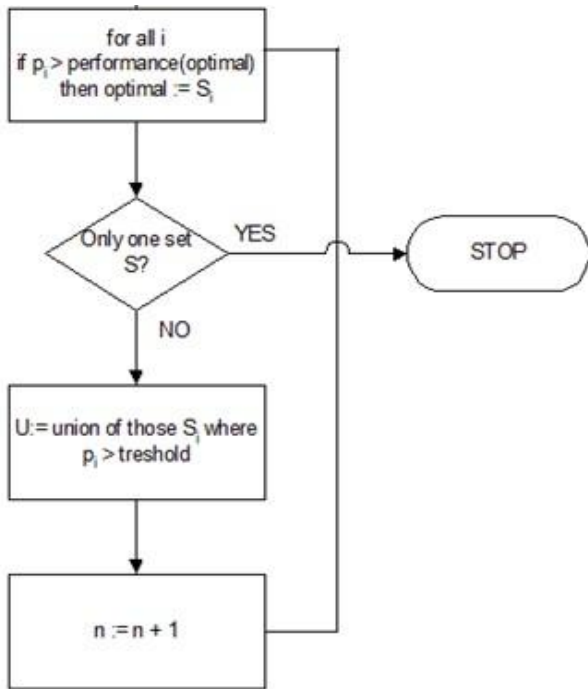 for all i
if pᵢ > performance(optimal)
then optimal := Sᵢ
Only one set
S?
YES
STOP
NO
U:= union of those Sᵢ where
pᵢ > treshold
n := n + 1